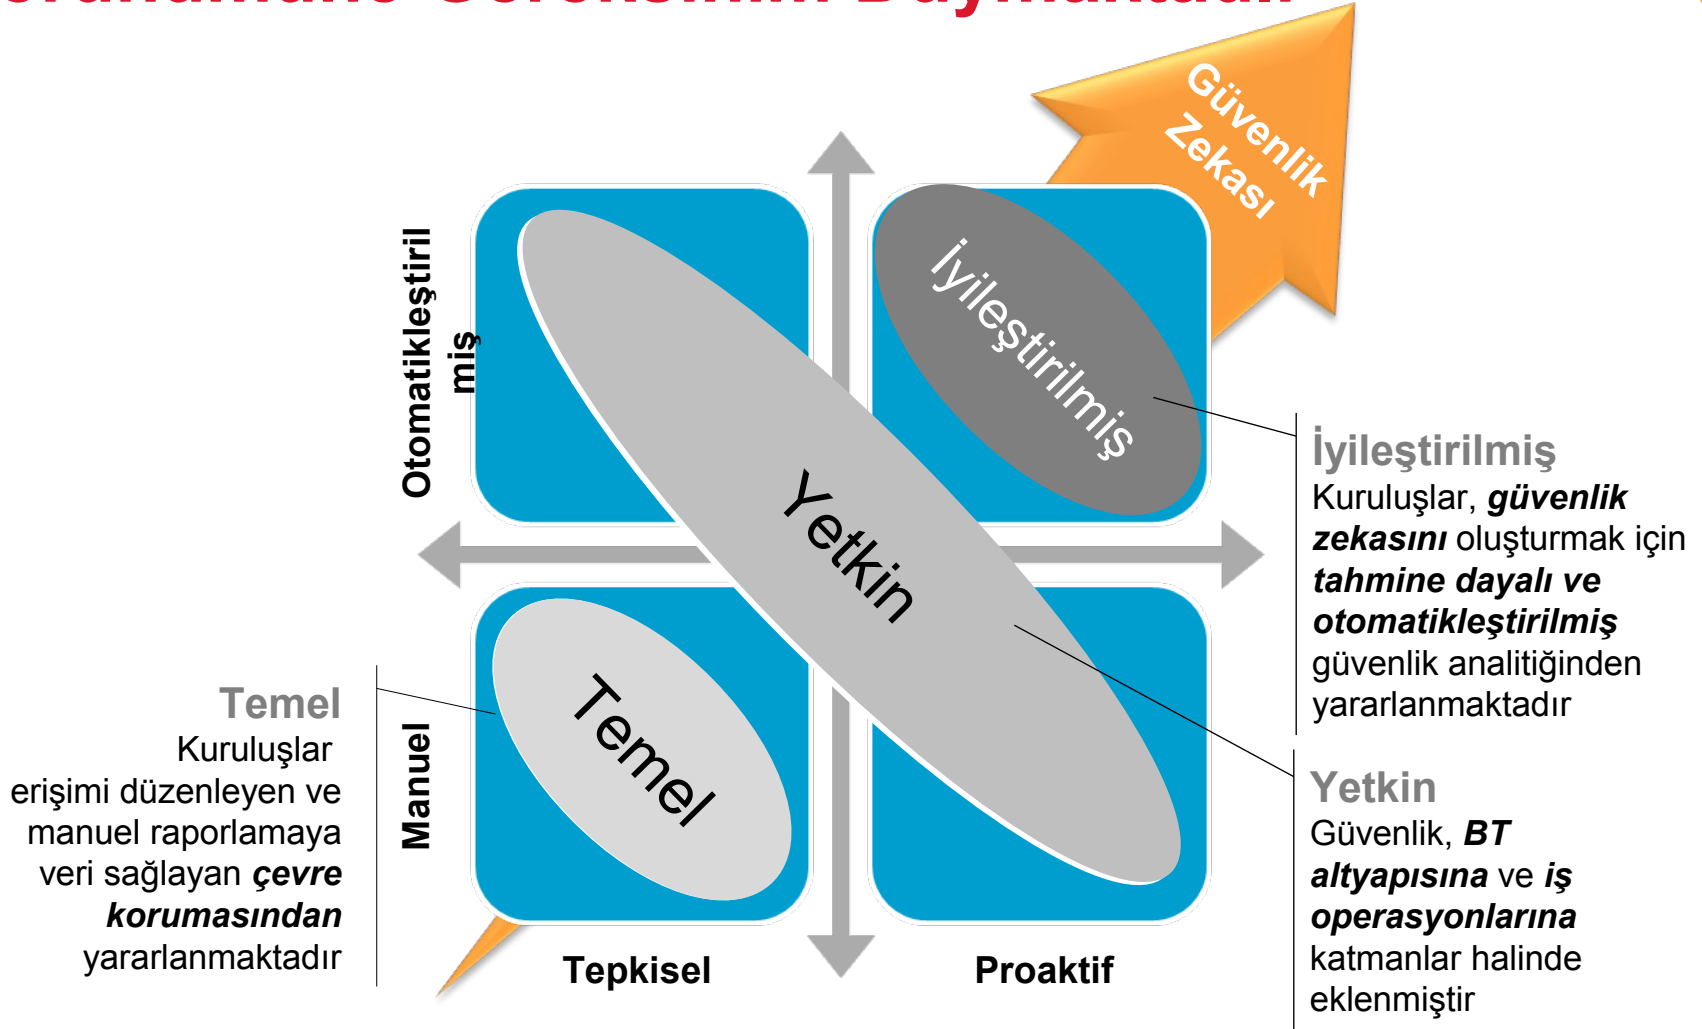 Güvenlik
Zekası
Otomatikleştiril
miş
İyileştirilmiş
Yetkin
Temel
Manuel
Tepkisel
Proaktif
Temel
Kuruluşlar
erişimi düzenleyen ve
manuel raporlamaya
veri sağlayan çevre
korumasından
yararlanmaktadır
İyileştirilmiş
Kuruluşlar, güvenlik
zekasını oluşturmak için
tahmine dayalı ve
otomatikleştirilmiş
güvenlik analitiğinden
yararlanmaktadır
Yetkin
Güvenlik, BT
altyapısına ve iş
operasyonlarına
katmanlar halinde
eklenmiştir